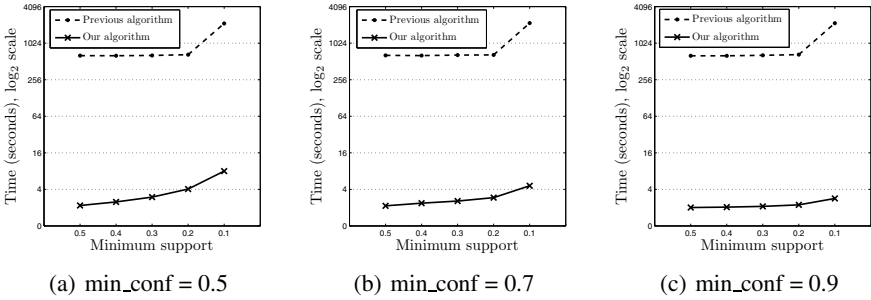 4096
1024
256
64
16
4
0
Time (seconds), log₂ scale
Previous algorithm
Our algorithm
0.5 0.4 0.3 0.2 0.1
Minimum support
(a) min_conf = 0.5
4096
1024
256
64
16
4
0
Time (seconds), log₂ scale
Previous algorithm
Our algorithm
0.5 0.4 0.3 0.2 0.1
Minimum support
(b) min_conf = 0.7
4096
1024
256
64
16
4
0
Time (seconds), log₂ scale
Previous algorithm
Our algorithm
0.5 0.4 0.3 0.2 0.1
Minimum support
(c) min_conf = 0.9